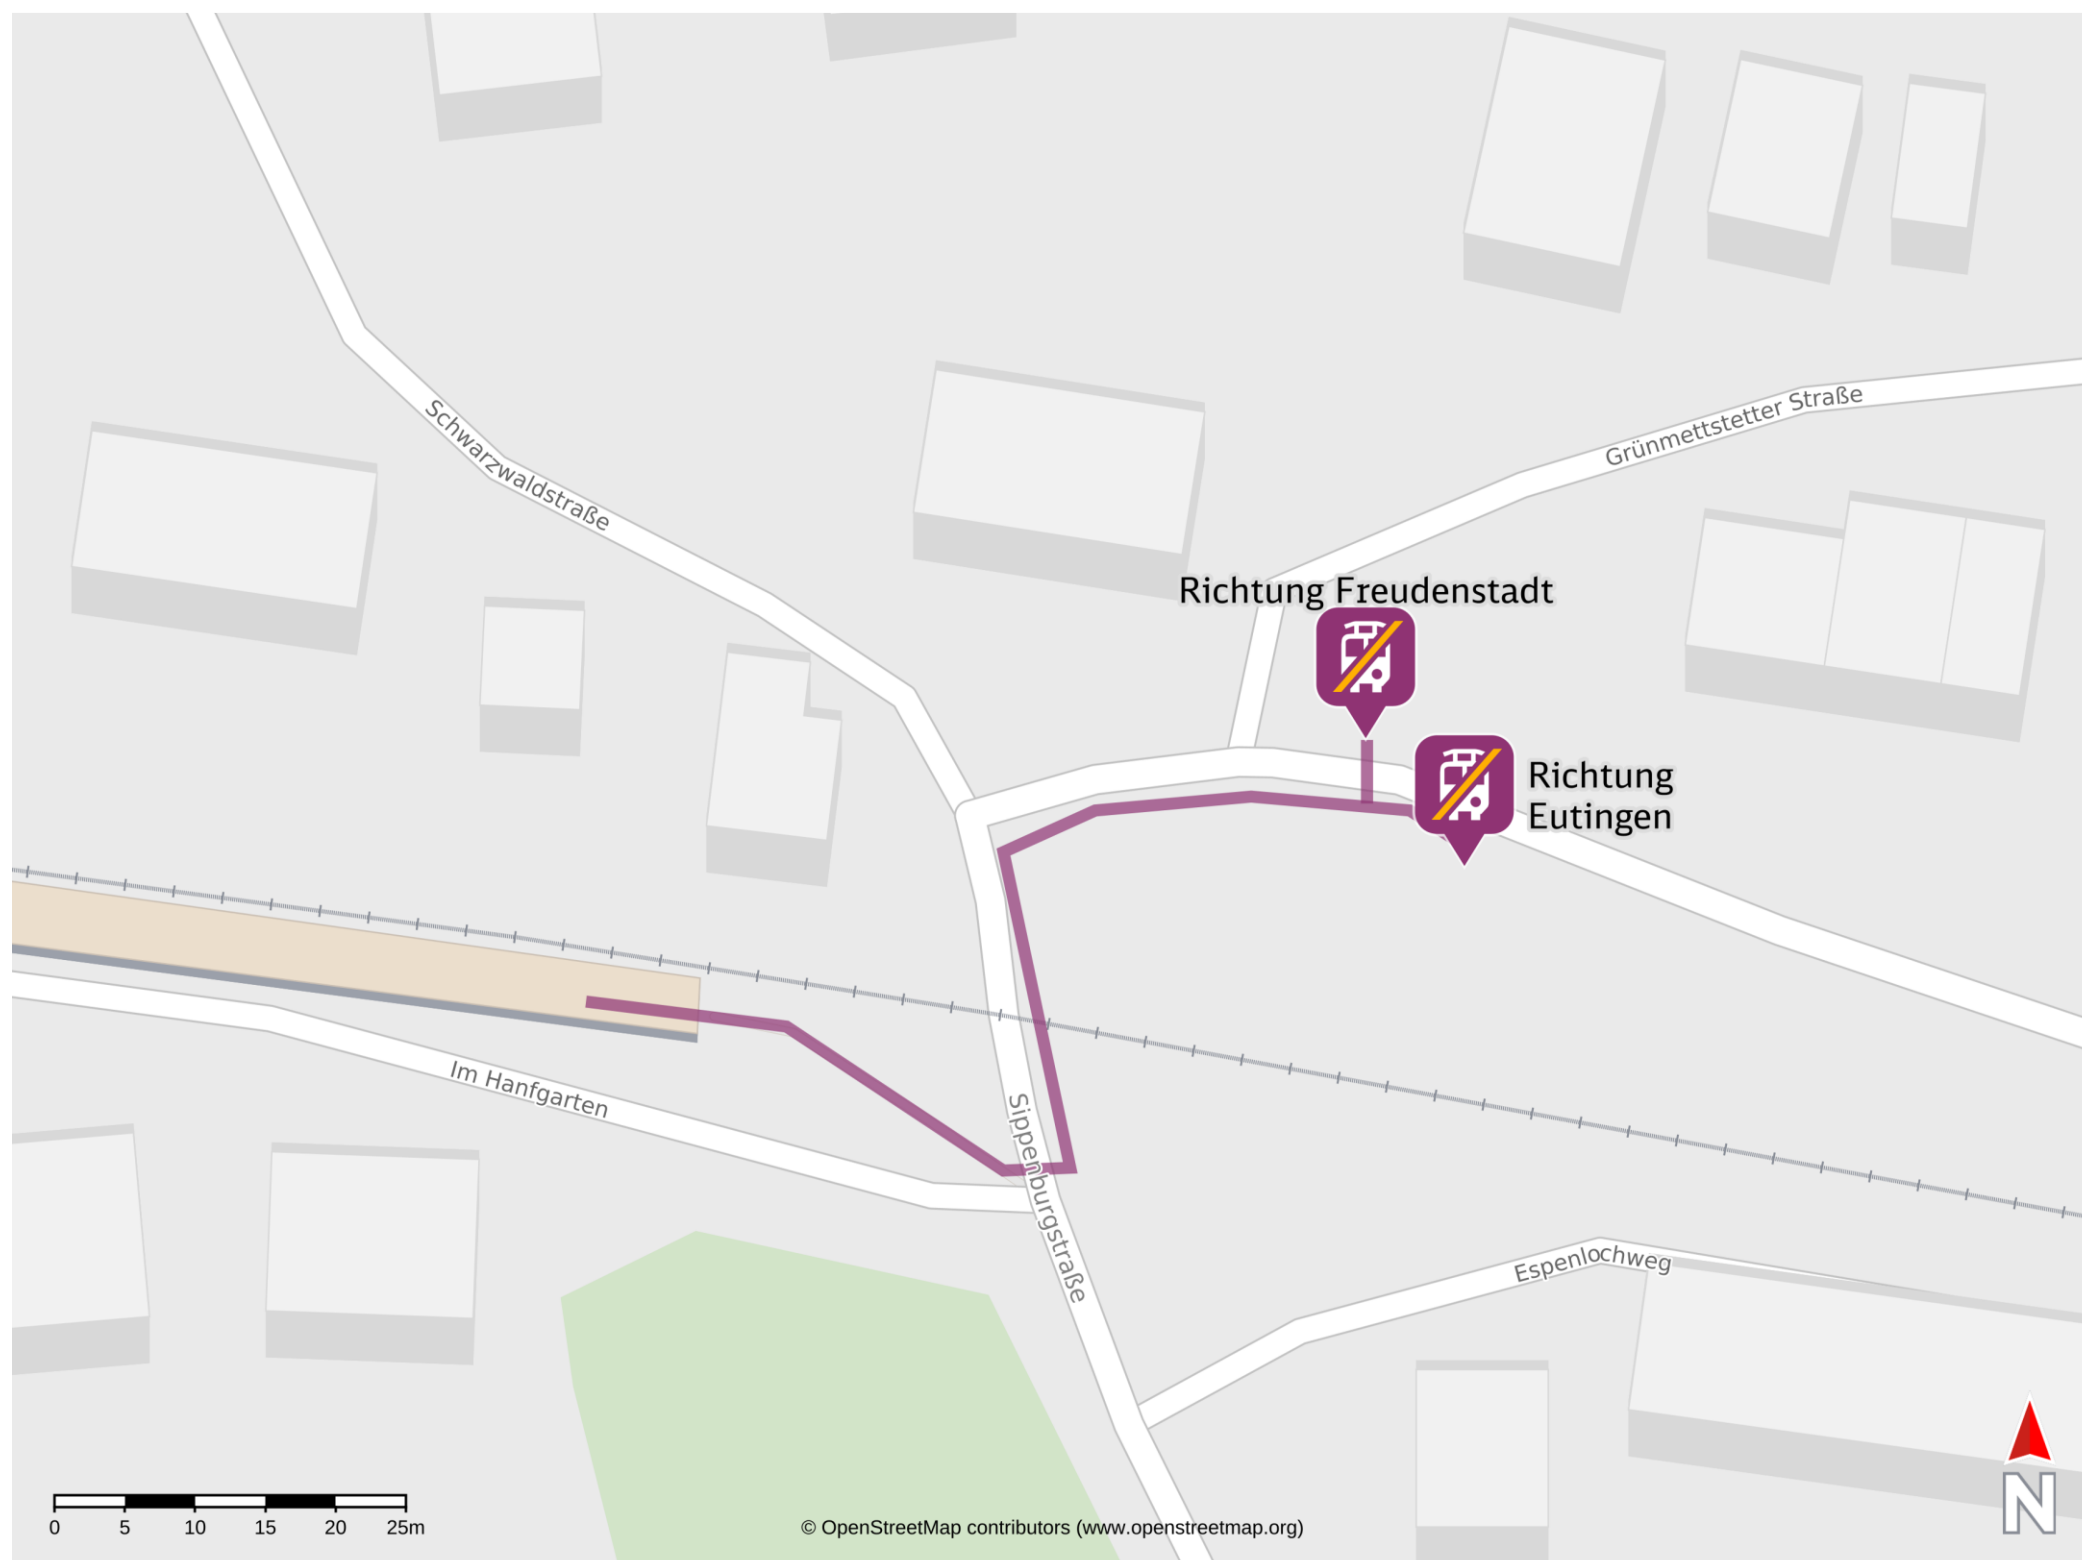 Schwarzwaldstraße
Grünmettstetter Straße
Richtung Freudenstadt
Richtung
Eutingen
Im Hanfgarten
Sippenburgstraße
Espenlochweg
0 5 10 15 20 25m
© OpenStreetMap contributors (www.openstreetmap.org)
N